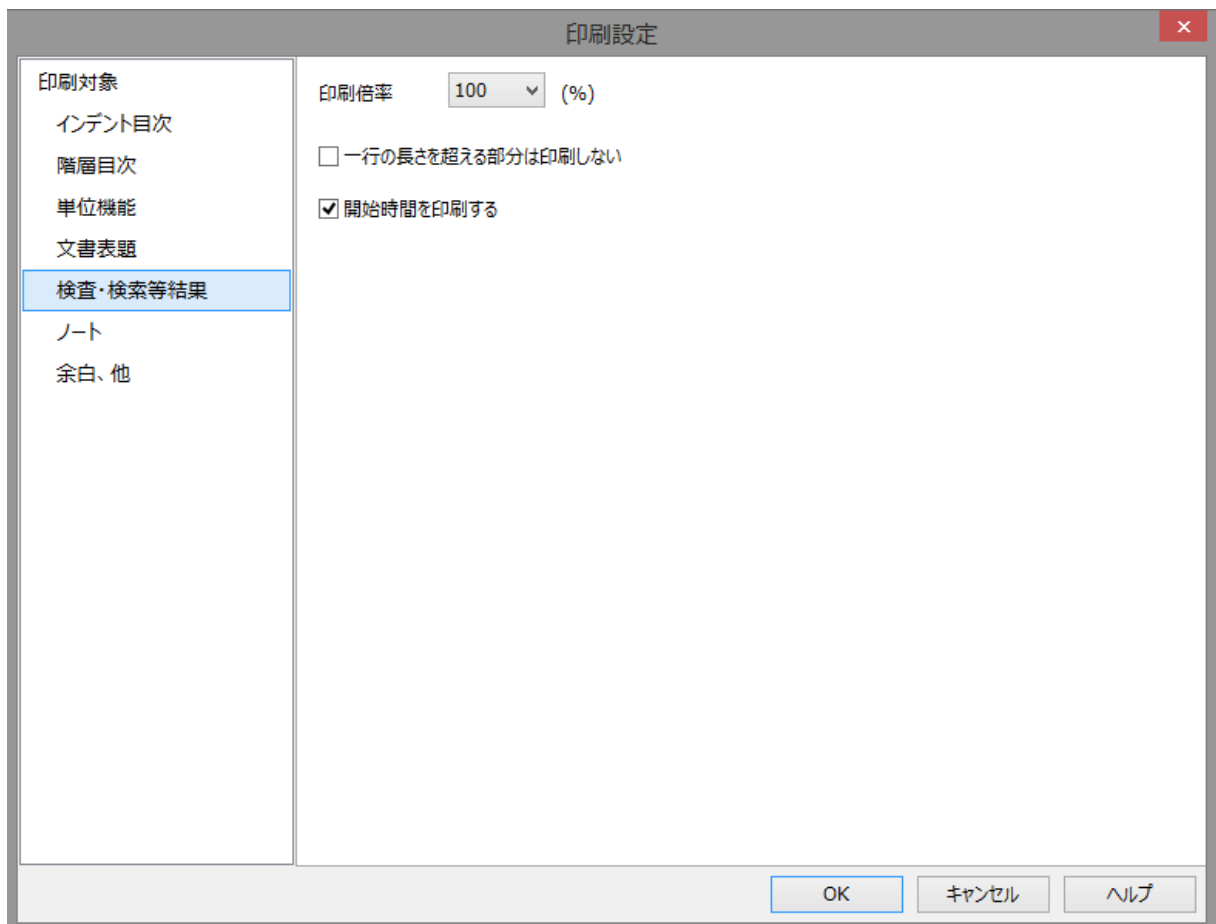 印刷設定
印刷対象
インデント目次
階層目次
単位機能
文書表題
検査・検索等結果
ノート
余白、他
印刷倍率 100 (%)
一行の長さを超える部分は印刷しない
開始時間を印刷する
OK キャンセル ヘルプ